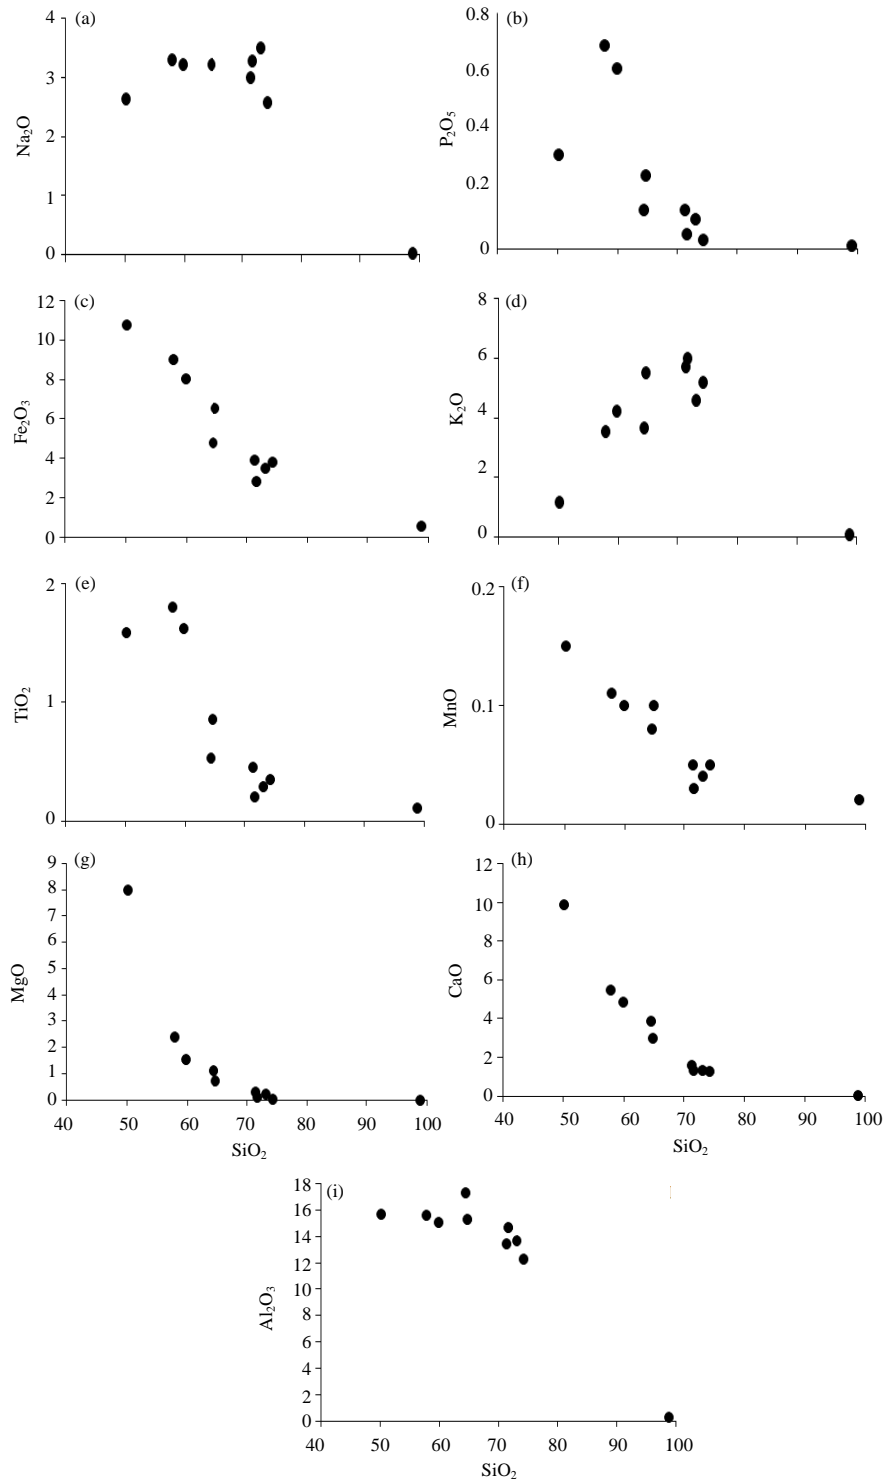 (a)
4
3
2
1
0
Na₂O
(b)
0.8
0.6
0.4
0.2
0
P₂O₅
(c)
12
10
8
6
4
2
0
Fe₂O₃
(d)
8
6
4
2
0
K₂O
(e)
2
1
0
TiO₂
(f)
0.2
0.1
0
MnO
(g)
9
8
7
6
5
4
3
2
1
0
MgO
40 50 60 70 80 90 100
SiO₂
(h)
12
10
8
6
4
2
0
CaO
40 50 60 70 80 90 100
SiO₂
(i)
18
16
14
12
10
8
6
4
2
0
Al₂O₃
40 50 60 70 80 90 100
SiO₂